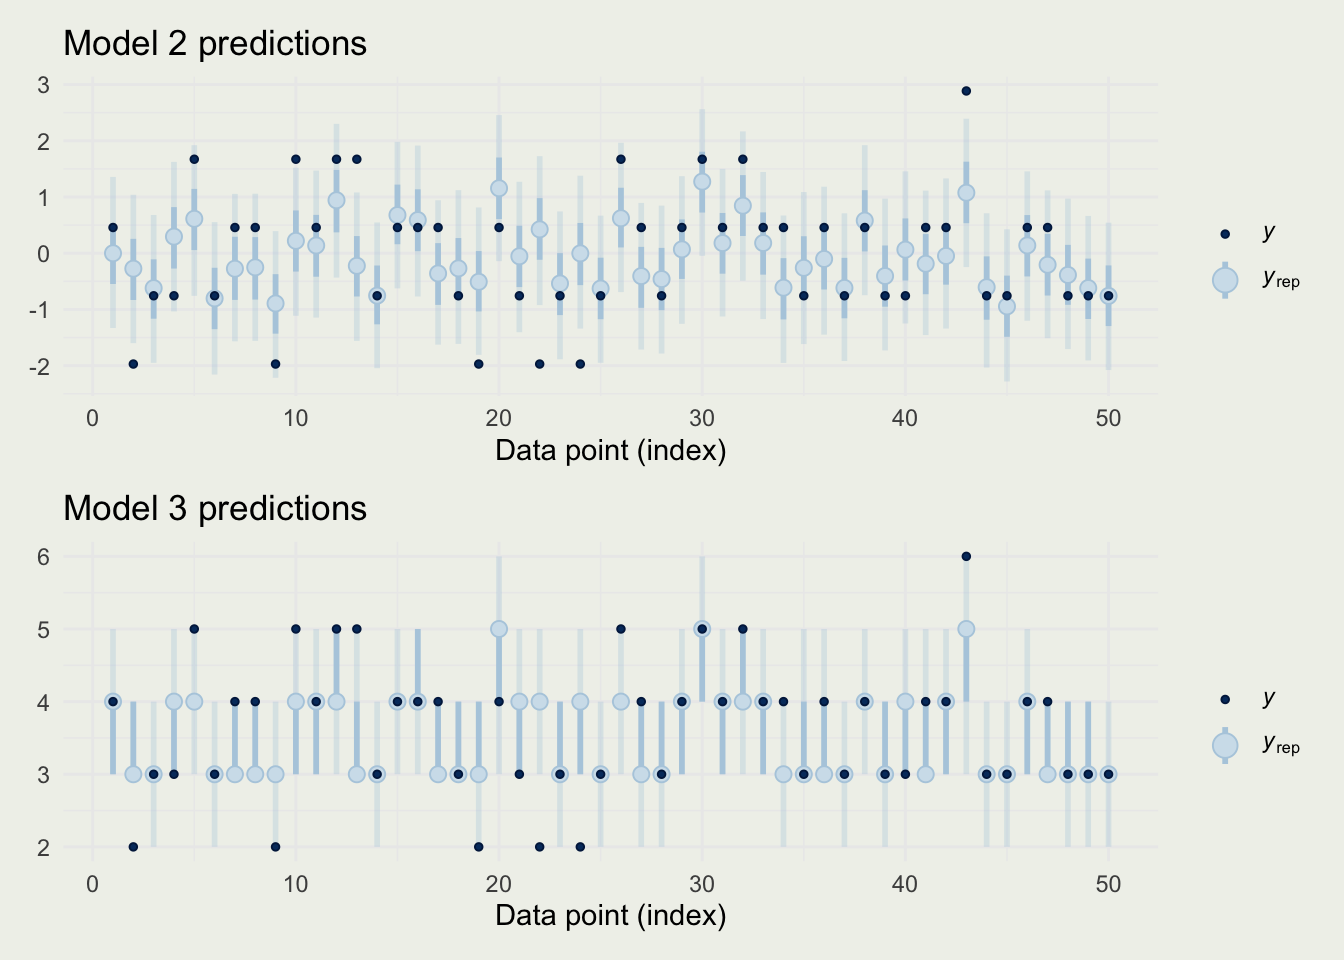 Model 2 predictions
3
2
1
0
-1
-2
0 10 20 30 40 50
Data point (index)
y
yrep
Model 3 predictions
6
5
4
3
2
0 10 20 30 40 50
Data point (index)
y
yrep